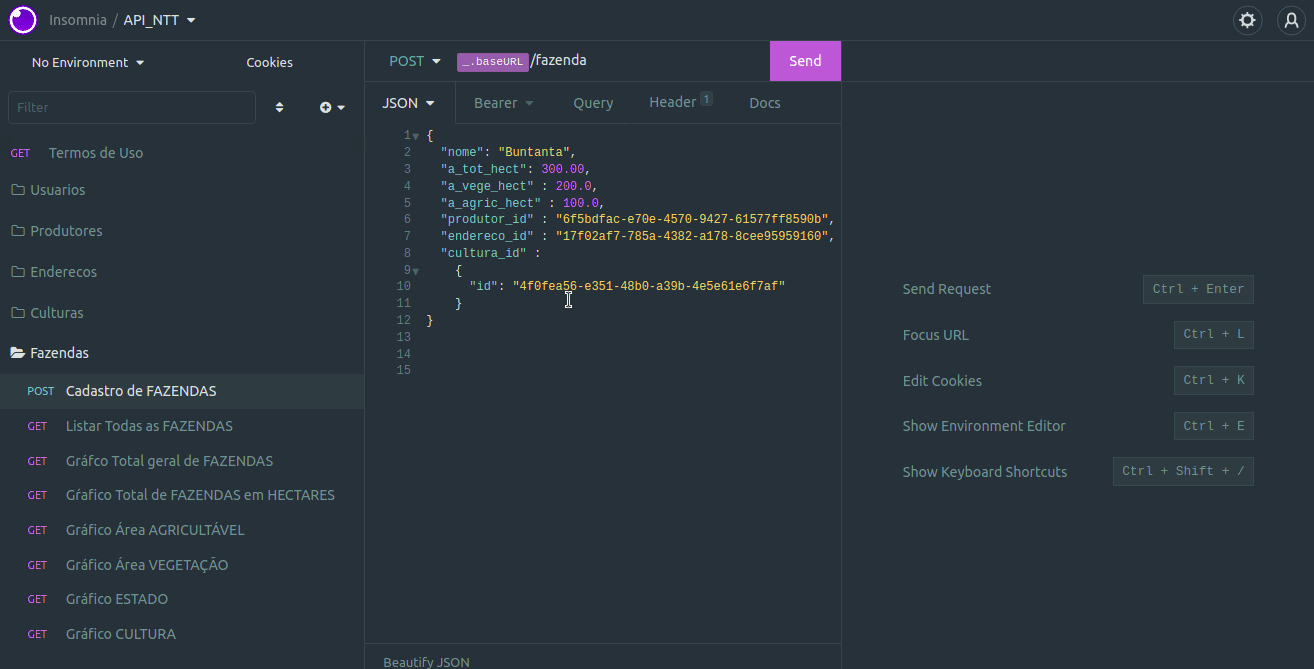 Insomnia / API_NTT
No Environment
Cookies
Filter
GET Termos de Uso
Usuarios
Produtores
Enderecos
Culturas
Fazendas
POST Cadastro de FAZENDAS
GET Listar Todas as FAZENDAS
GET Gráfco Total geral de FAZENDAS
GET Gŕafico Total de FAZENDAS em HECTARES
GET Gráfico Área AGRICULTÁVEL
GET Gráfico Área VEGETAÇÃO
GET Gráfico ESTADO
GET Gráfico CULTURA
POST _.baseURL /fazenda Send
JSON Bearer Query Header 1 Docs
1 {
2 "nome": "Buntanta",
3 "a_tot_hect": 300.00,
4 "a_vege_hect" : 200.0,
5 "a_agric_hect" : 100.0,
6 "produtor_id" : "6f5bdfac-e70e-4570-9427-61577ff8590b",
7 "endereco_id" : "17f02af7-785a-4382-a178-8cee95959160",
8 "cultura_id" :
9 {
10 "id": "4f0fea56-e351-48b0-a39b-4e5e61e6f7af"
11 }
12 }
13
14
15
Beautify JSON
Send Request Ctrl + Enter
Focus URL Ctrl + L
Edit Cookies Ctrl + K
Show Environment Editor Ctrl + E
Show Keyboard Shortcuts Ctrl + Shift + /